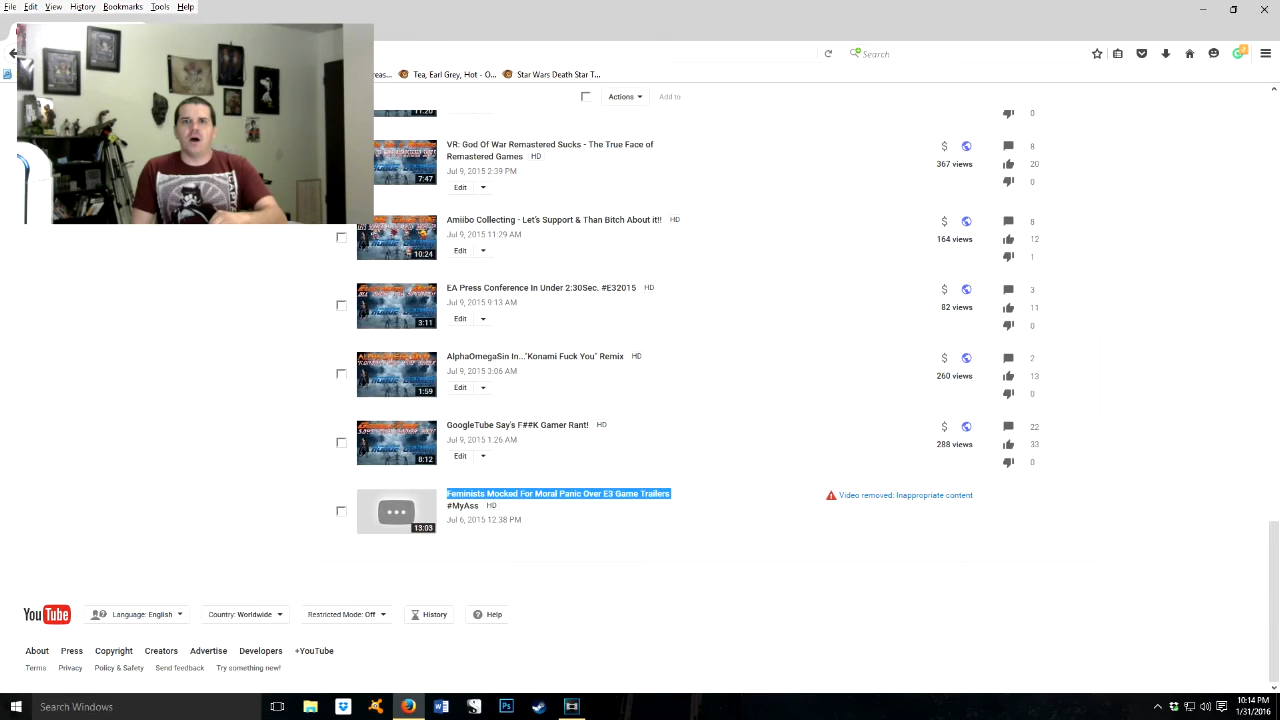 File Edit View History Bookmarks Tools Help
Search
3
reas... Tea, Earl Grey, Hot - O... Star Wars Death Star T...
Actions Add to
11:20
0
VR: God Of War Remastered Sucks - The True Face of
Remastered Games HD
Jul 9, 2015 2:39 PM
Edit
7:47
367 views
8
20
0
Amiibo Collecting - Let's Support & Than Bitch About it!! HD
Jul 9, 2015 11:29 AM
Edit
10:24
164 views
8
12
1
EA Press Conference In Under 2:30Sec. #E32015 HD
Jul 9, 2015 9:13 AM
Edit
3:11
82 views
3
11
0
AlphaOmegaSin In..."Konami Fuck You" Remix HD
Jul 9, 2015 3:06 AM
Edit
1:59
260 views
2
13
0
GoogleTube Say's F##K Gamer Rant! HD
Jul 9, 2015 1:26 AM
Edit
8:12
288 views
22
33
0
Feminists Mocked For Moral Panic Over E3 Game Trailers
#MyAss HD
Jul 6, 2015 12:38 PM
13:03
Video removed: Inappropriate content
YouTube Language: English Country: Worldwide Restricted Mode: Off History Help
About Press Copyright Creators Advertise Developers +YouTube
Terms Privacy Policy & Safety Send feedback Try something new!
Search Windows
10:14 PM
1/31/2016